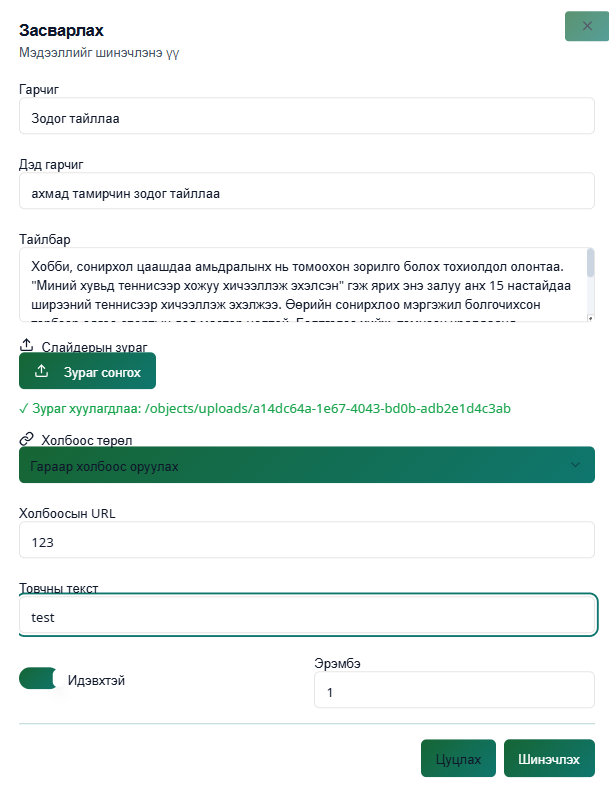 Засварлах
Мэдээллийг шинэчлэнэ үү
Гарчиг
Зодог тайллаа
Дэд гарчиг
ахмад тамирчин зодог тайллаа
Тайлбар
Хобби, сонирхол цаашдаа амьдралынх нь томоохон зорилго болох тохиолдол олонтаа.
"Миний хувьд теннисээр хожуу хичээллэж эхэлсэн" гэж ярих энэ залуу анх 15 настайдаа
ширээний теннисээр хичээллэж эхэлжээ. Өөрийн сонирхлоо мэргэжил болгочихсон
Слайдерын зураг
Зураг сонгох
✓ Зураг хуулагдлаа: /objects/uploads/a14dc64a-1e67-4043-bd0b-adb2e1d4c3ab
Холбоос төрөл
Гараар холбоос оруулах
Холбоосын URL
123
Товчны текст
test
Идэвхтэй
Эрэмбэ
1
Цуцлах
Шинэчлэх